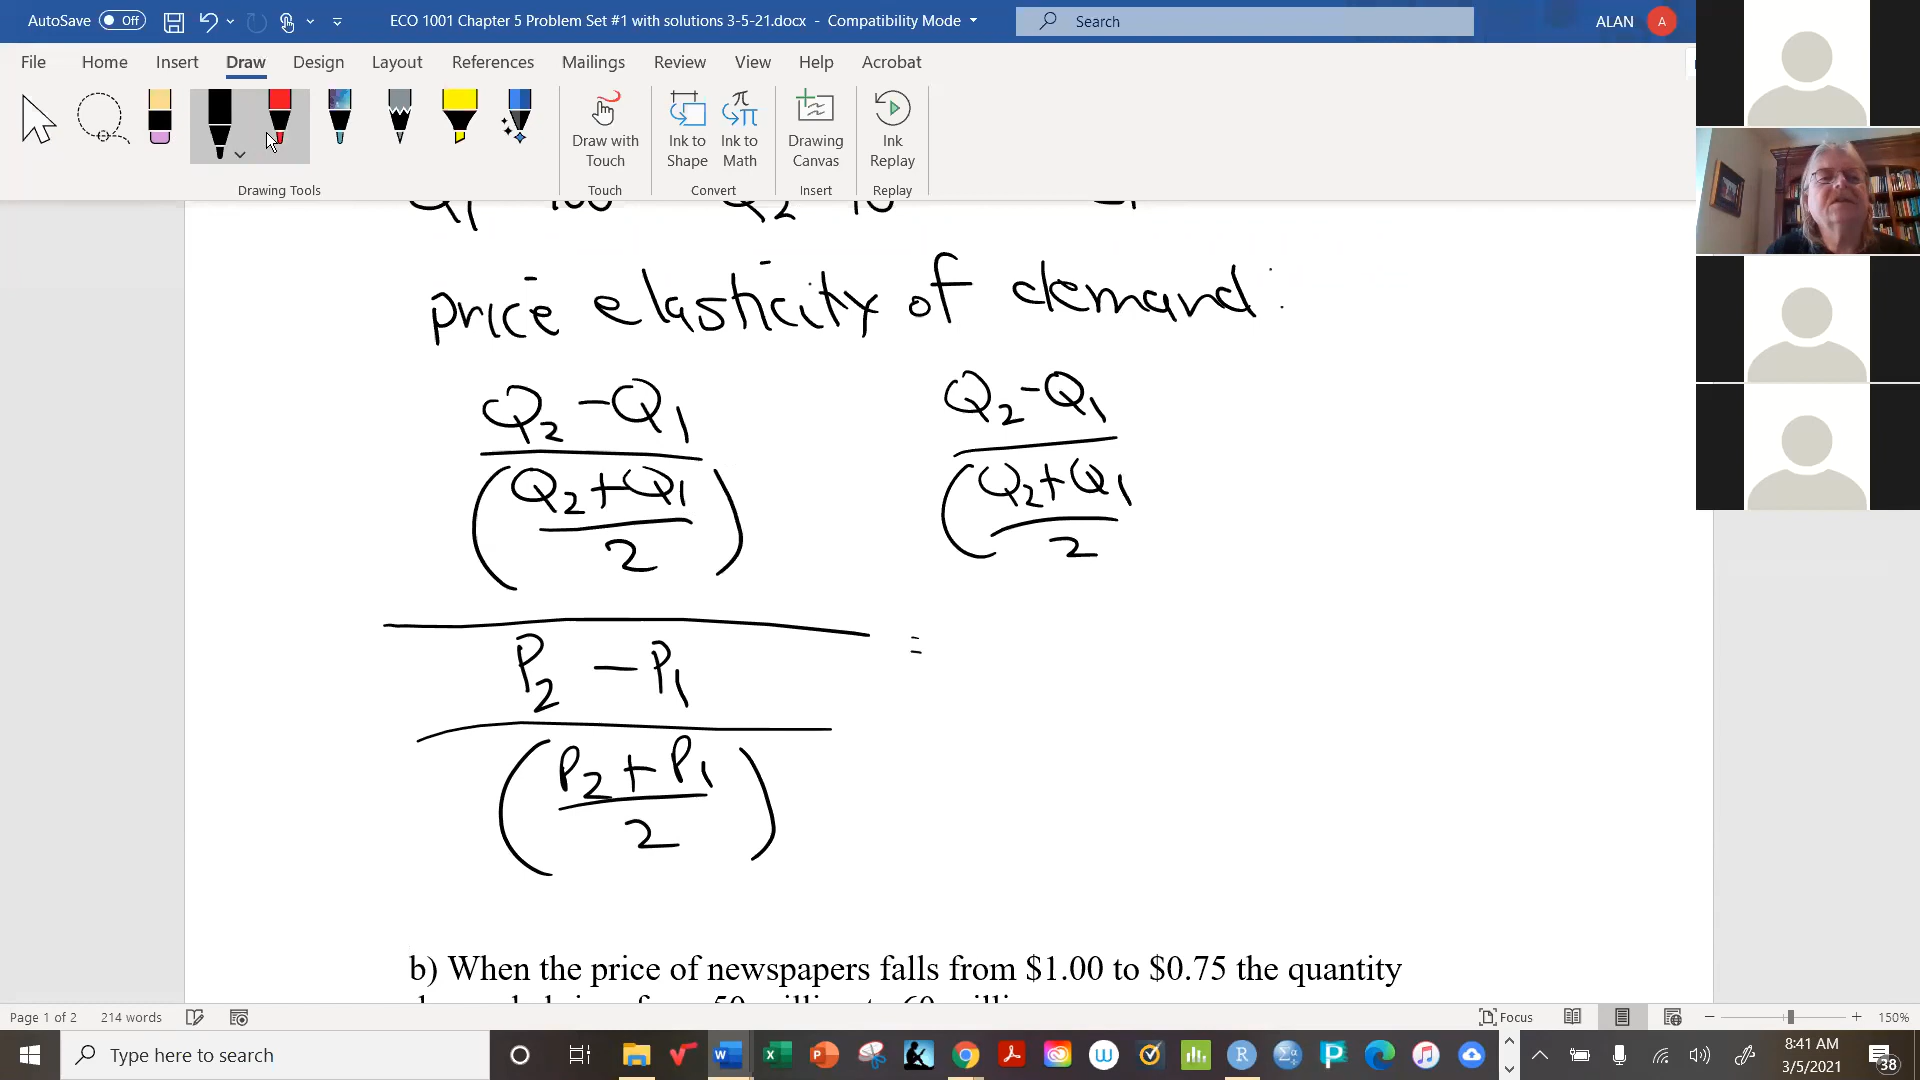 AutoSave Off
ECO 1001 Chapter 5 Problem Set #1 with solutions 3-5-21.docx - Compatibility Mode
Search
ALAN A
File Home Insert Draw Design Layout References Mailings Review View Help Acrobat
Draw with Touch
Ink to Shape
Ink to Math
Drawing Canvas
Ink Replay
Drawing Tools Touch Convert Insert Replay
price elasticity of demand:
Q2 - Q1
(Q2 + Q1
2 )
P2 - P1
(P2 + P1
2 )
=
Q2 - Q1
(Q2 + Q1
2
b) When the price of newspapers falls from $1.00 to $0.75 the quantity
Page 1 of 2 214 words Focus 150%
Type here to search
8:41 AM
3/5/2021
38